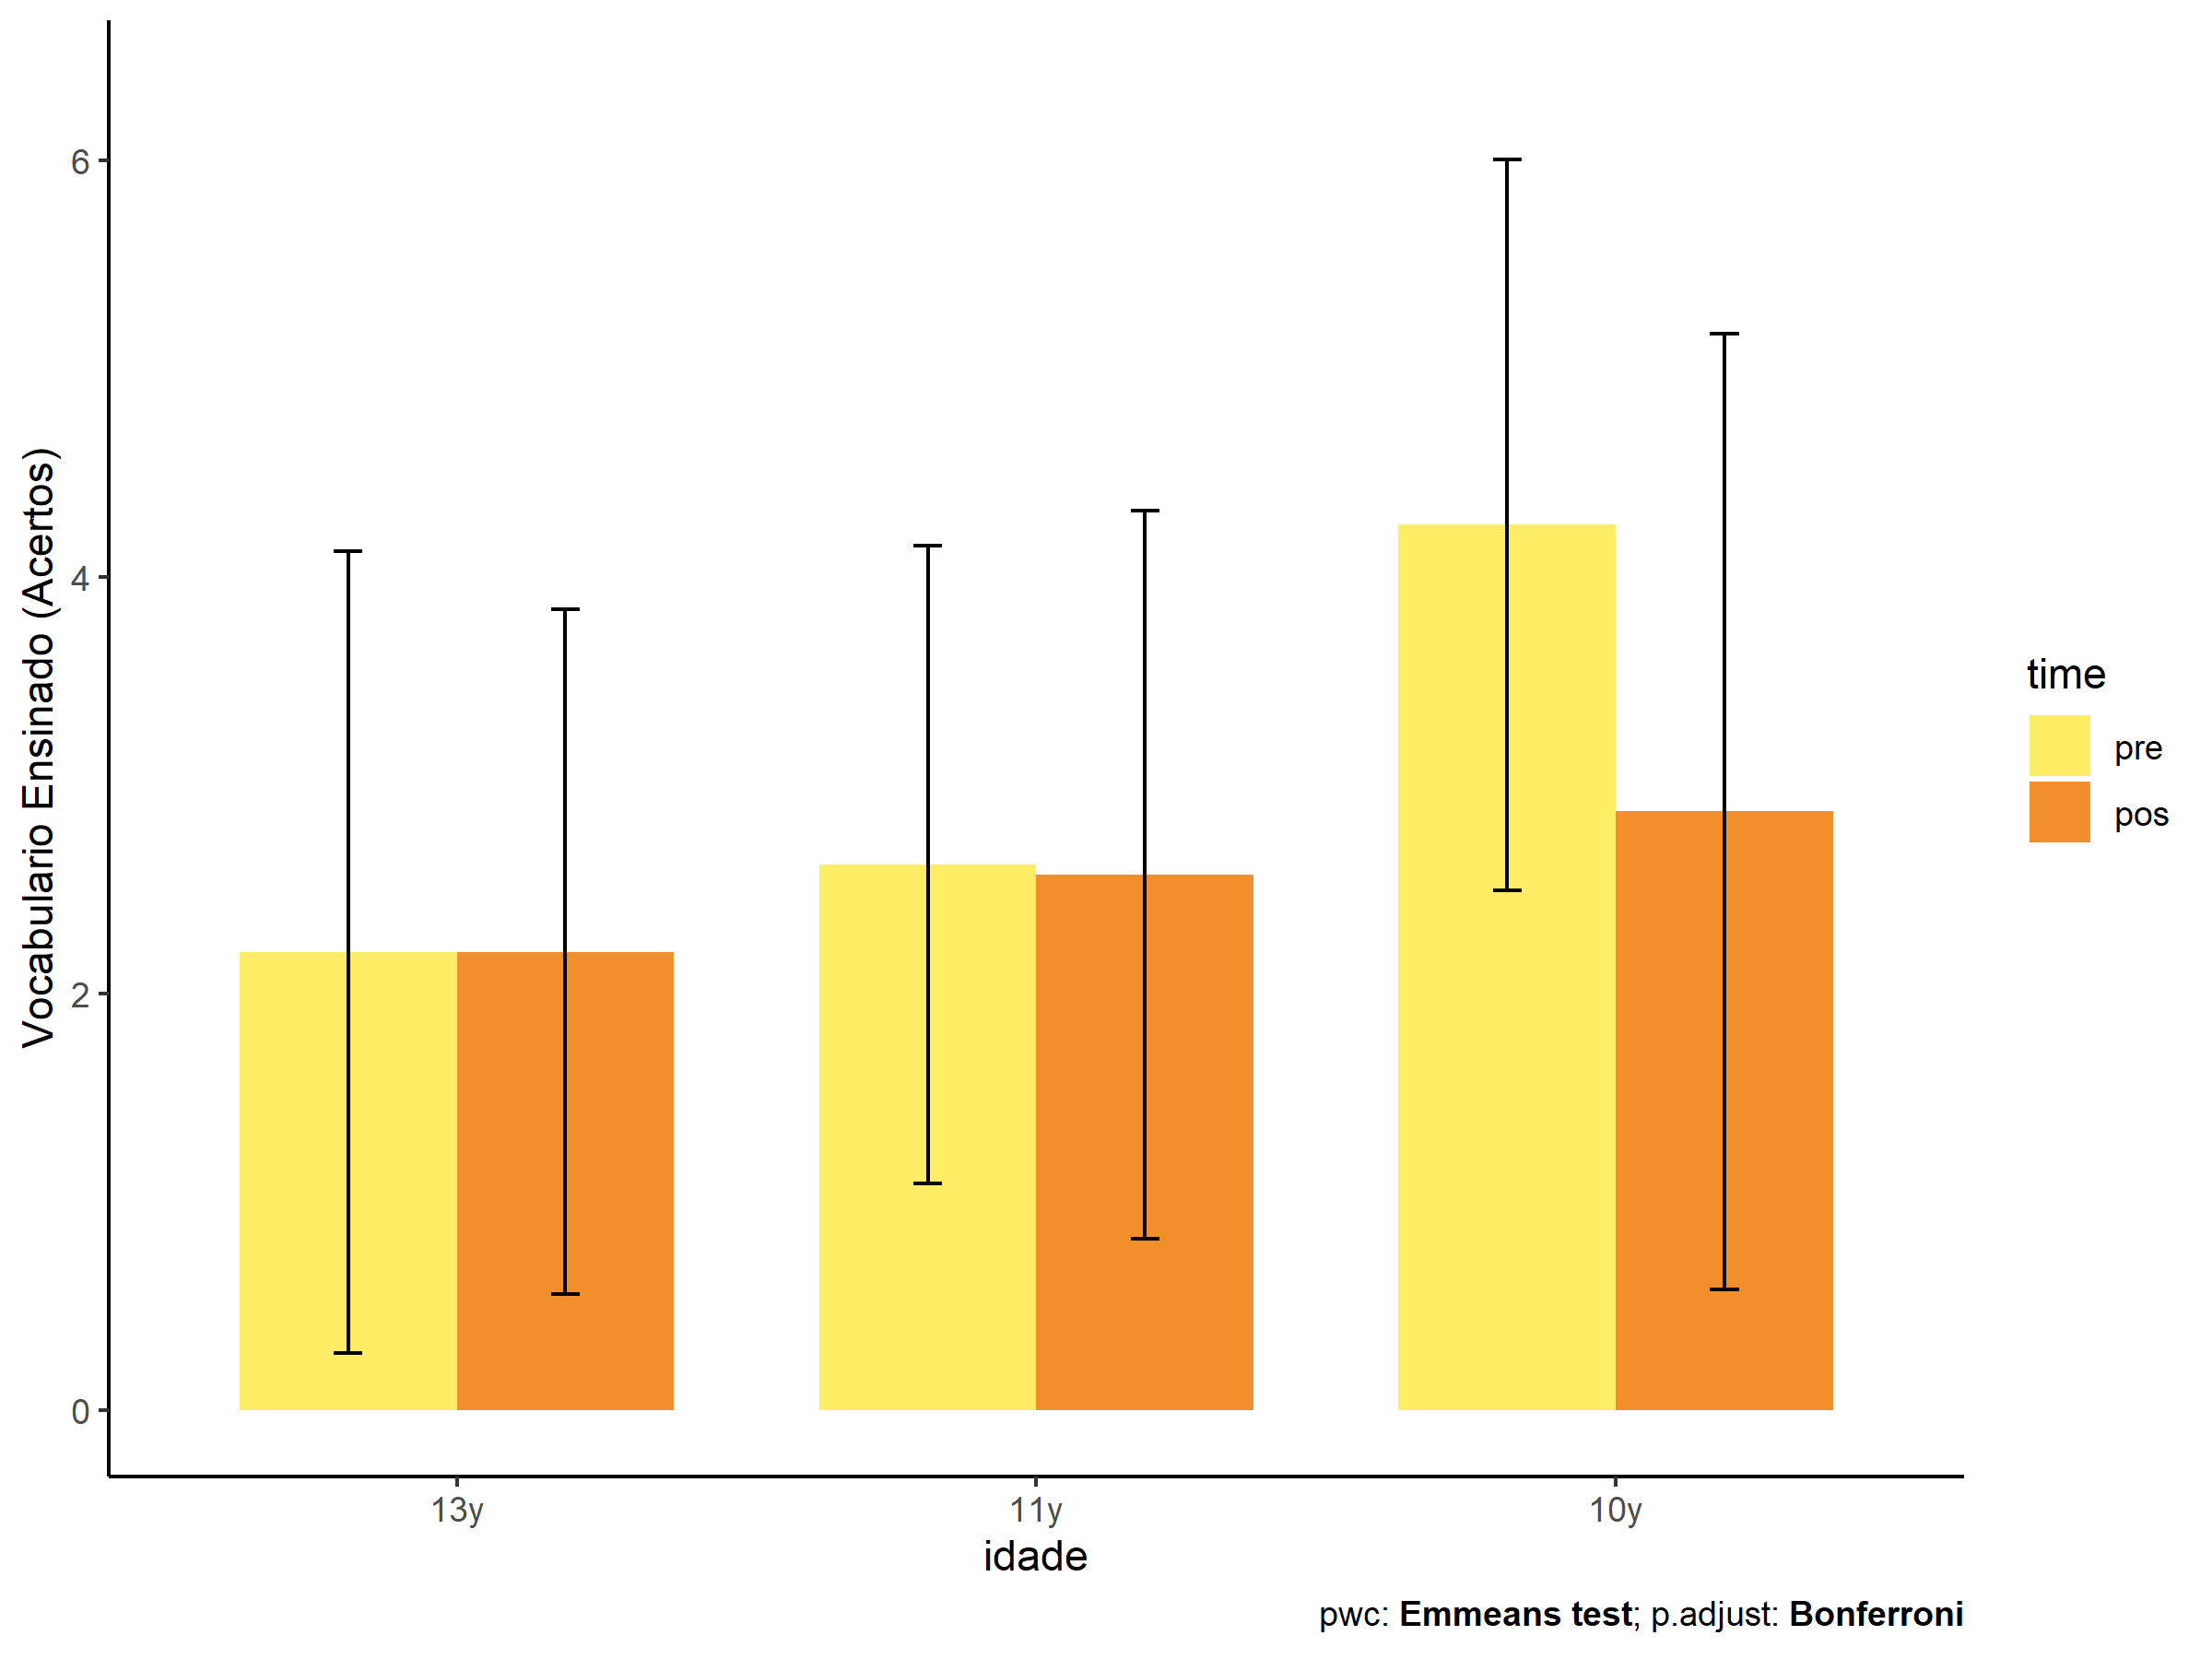 Vocabulario Ensinado (Acertos)
6
4
2
0
13y
11y
10y
idade
time
pre
pos
pwc: Emmeans test; p.adjust: Bonferroni